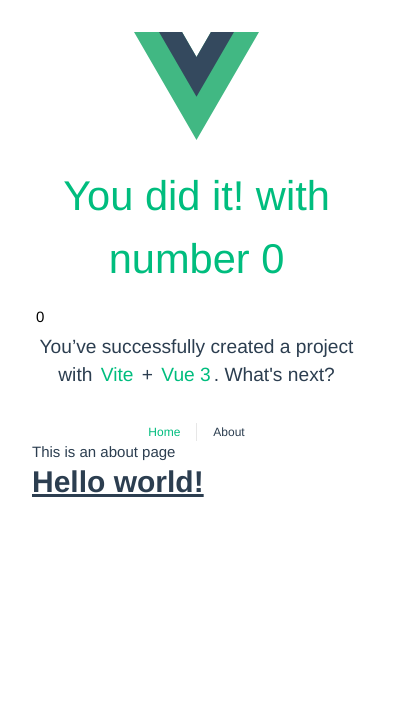 You did it! with
number 0
0
You’ve successfully created a project
with Vite + Vue 3. What's next?
Home About
This is an about page
Hello world!